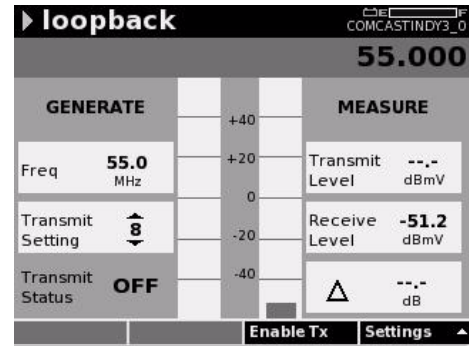 loopback
E F
COMCASTINDY3_0
55.000
GENERATE
MEASURE
+40
+20
0
-20
-40
Freq 55.0
MHz
Transmit
Setting 8
Transmit
Status OFF
Transmit
Level --.-
dBmV
Receive
Level -51.2
dBmV
Δ --.-
dB
Enable Tx Settings